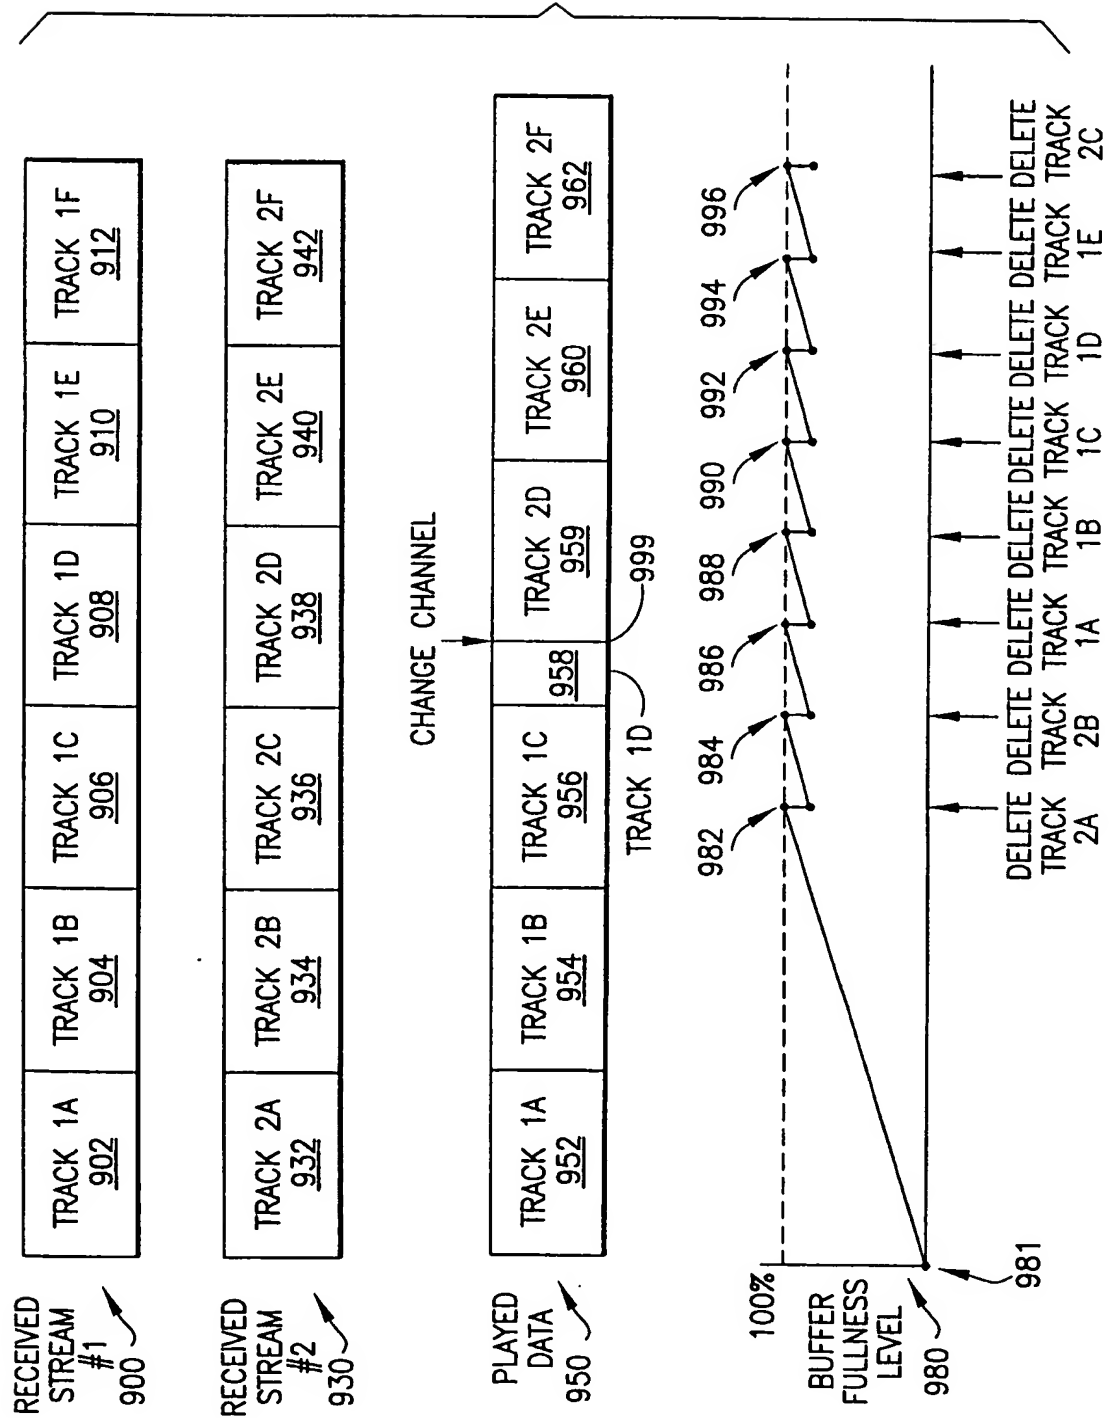 RECEIVED
STREAM
#1
900
TRACK 1A
902
TRACK 1B
904
TRACK 1C
906
TRACK 1D
908
TRACK 1E
910
TRACK 1F
912
RECEIVED
STREAM
#2
930
TRACK 2A
932
TRACK 2B
934
TRACK 2C
936
TRACK 2D
938
TRACK 2E
940
TRACK 2F
942
CHANGE CHANNEL
PLAYED
DATA
950
TRACK 1A
952
TRACK 1B
954
TRACK 1C
956
958
TRACK 2D
959
TRACK 2E
960
TRACK 2F
962
TRACK 1D
999
100%
BUFFER
FULLNESS
LEVEL
980
981
982
984
986
988
990
992
994
996
DELETE
TRACK
2A
DELETE
TRACK
2B
DELETE
TRACK
1A
DELETE
TRACK
1B
DELETE
TRACK
1C
DELETE
TRACK
1D
DELETE
TRACK
1E
DELETE
TRACK
2C